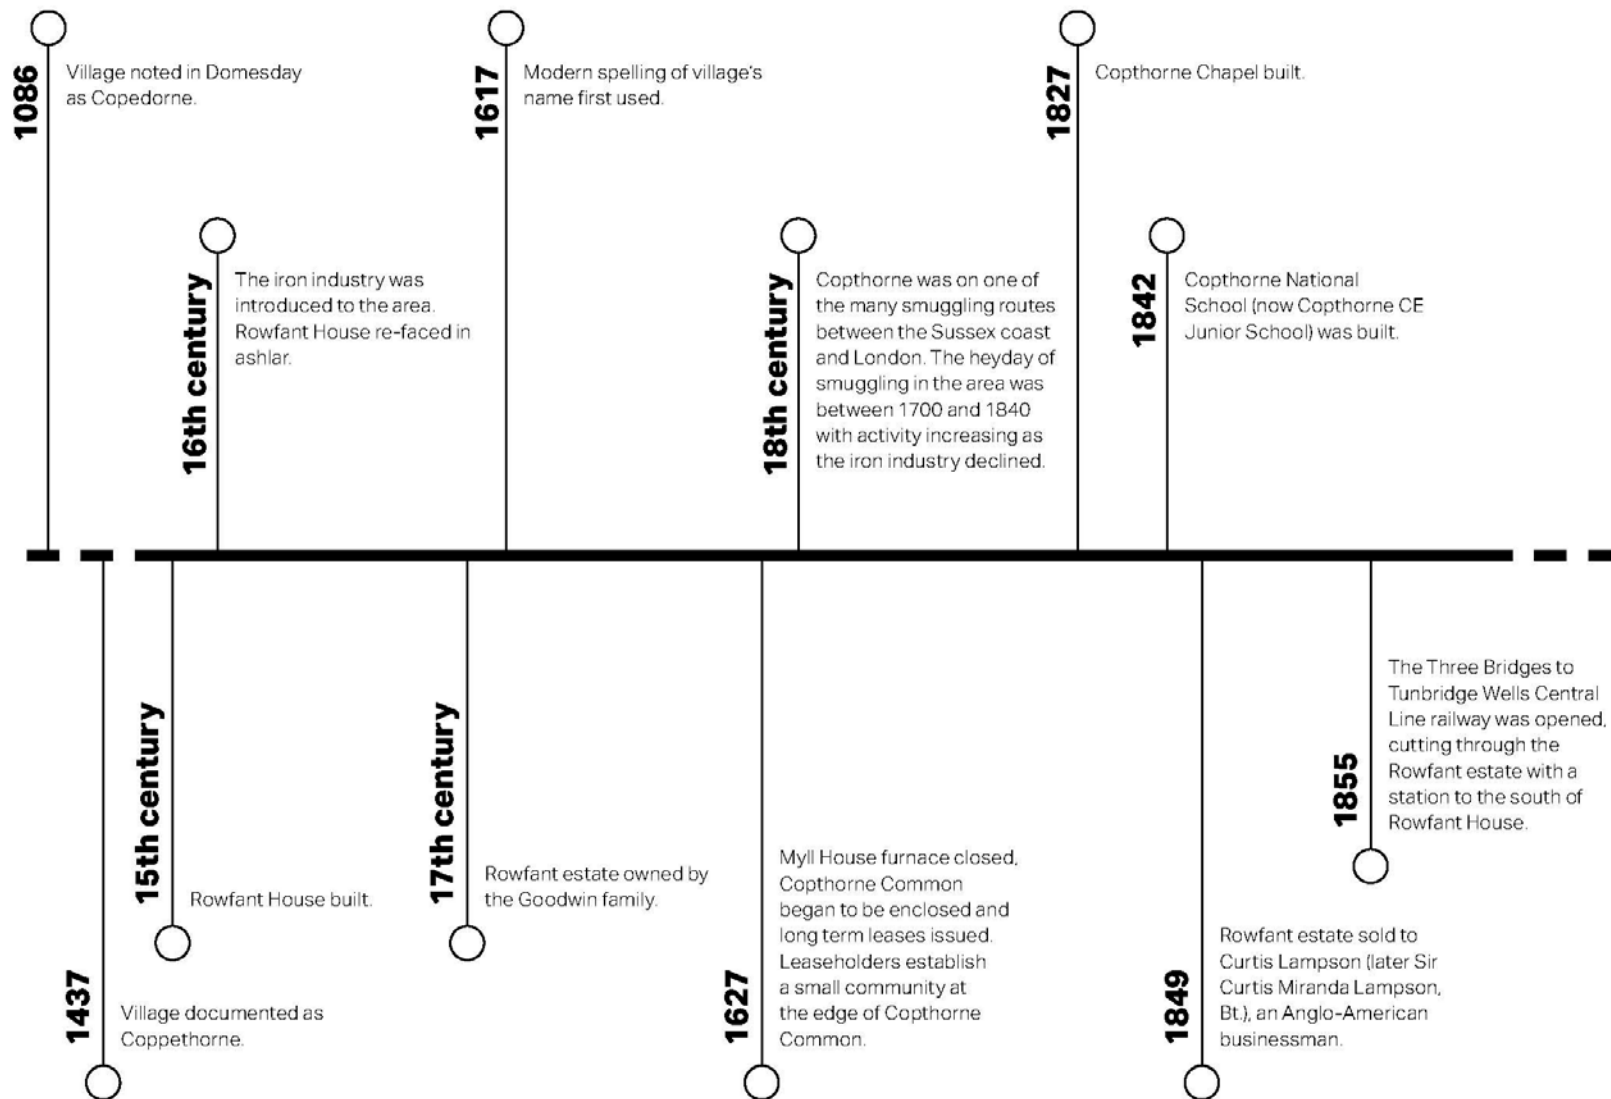 1086
Village noted in Domesday
as Copedorne.
1437
Village documented as
Coppethorne.
15th century
Rowfant House built.
16th century
The iron industry was
introduced to the area.
Rowfant House re-faced in
ashlar.
17th century
Rowfant estate owned by
the Goodwin family.
1617
Modern spelling of village's
name first used.
1627
Myll House furnace closed,
Copthorne Common
began to be enclosed and
long term leases issued.
Leaseholders establish
a small community at
the edge of Copthorne
Common.
18th century
Copthorne was on one of
the many smuggling routes
between the Sussex coast
and London. The heyday of
smuggling in the area was
between 1700 and 1840
with activity increasing as
the iron industry declined.
1827
Copthorne Chapel built.
1842
Copthorne National
School (now Copthorne CE
Junior School) was built.
1849
Rowfant estate sold to
Curtis Lampson (later Sir
Curtis Miranda Lampson,
Bt.), an Anglo-American
businessman.
1855
The Three Bridges to
Tunbridge Wells Central
Line railway was opened,
cutting through the
Rowfant estate with a
station to the south of
Rowfant House.